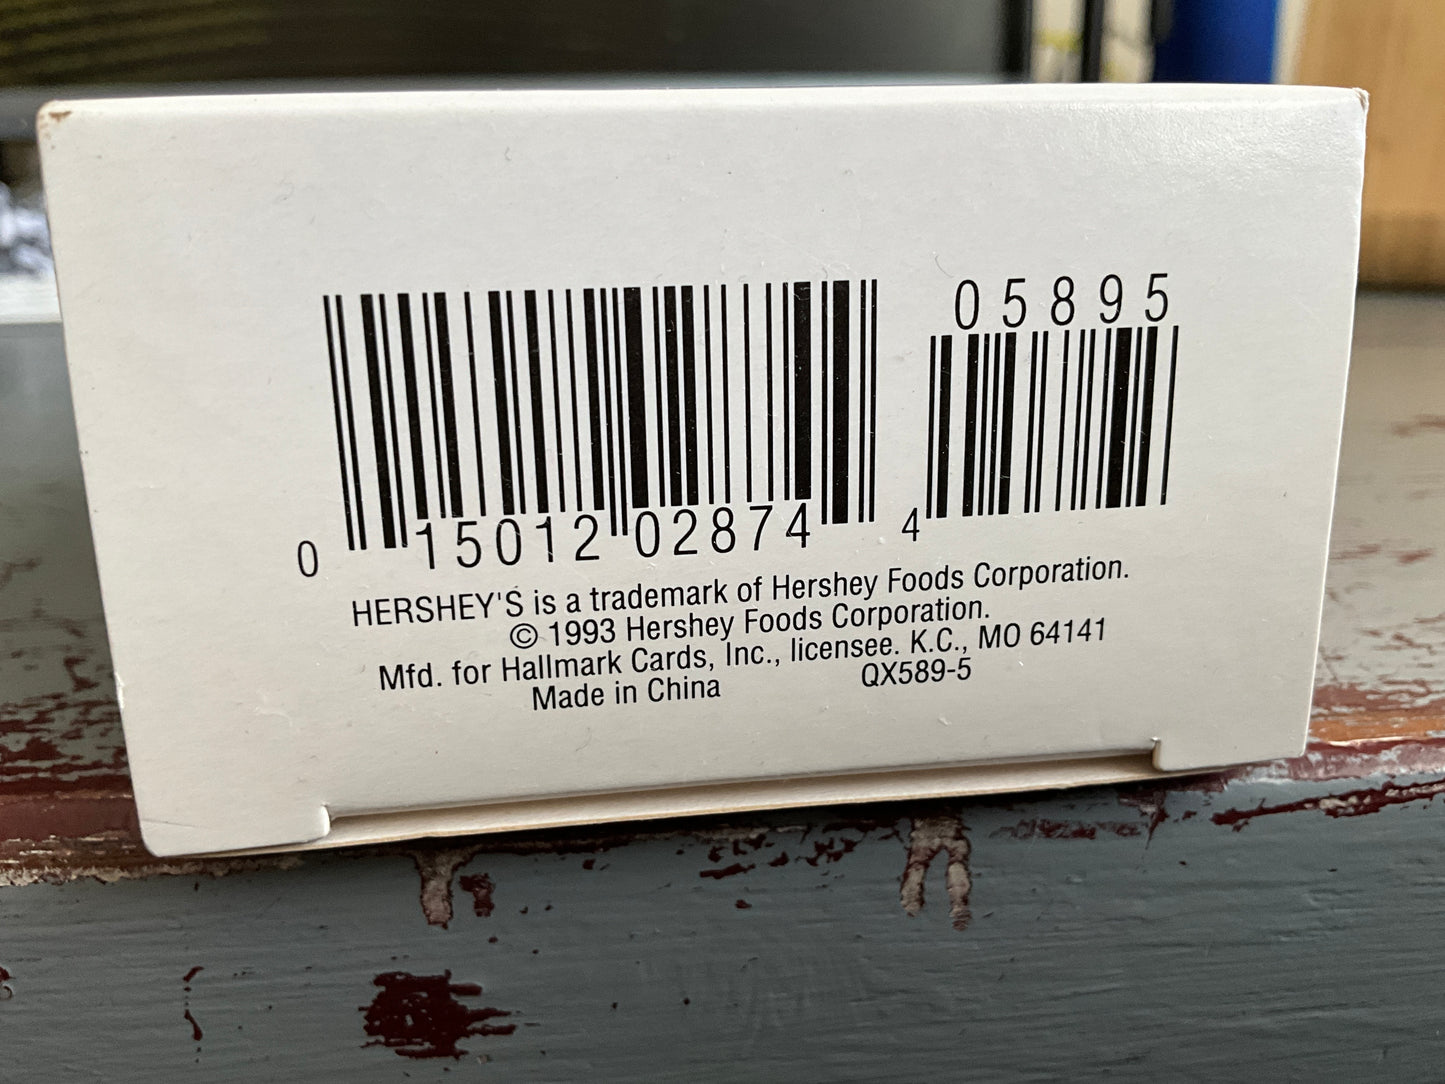 05895
0 15012 02874 4
HERSHEY'S is a trademark of Hershey Foods Corporation.
© 1993 Hershey Foods Corporation.
Mfd. for Hallmark Cards, Inc., licensee. K.C., MO 64141
Made in China QX589-5